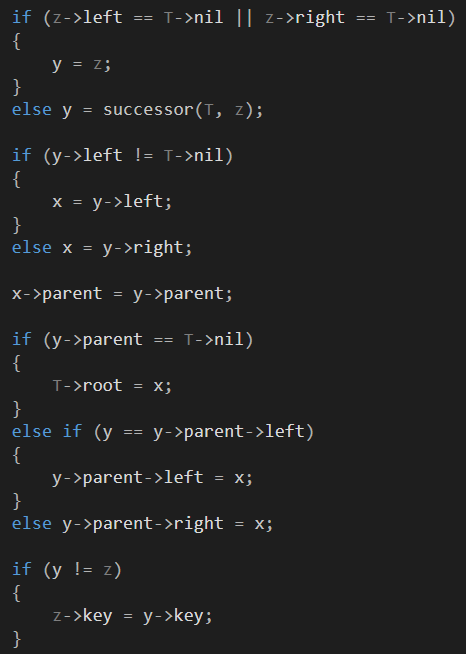 if (z->left == T->nil || z->right == T->nil)
{
    y = z;
}
else y = successor(T, z);

if (y->left != T->nil)
{
    x = y->left;
}
else x = y->right;

x->parent = y->parent;

if (y->parent == T->nil)
{
    T->root = x;
}
else if (y == y->parent->left)
{
    y->parent->left = x;
}
else y->parent->right = x;

if (y != z)
{
    z->key = y->key;
}